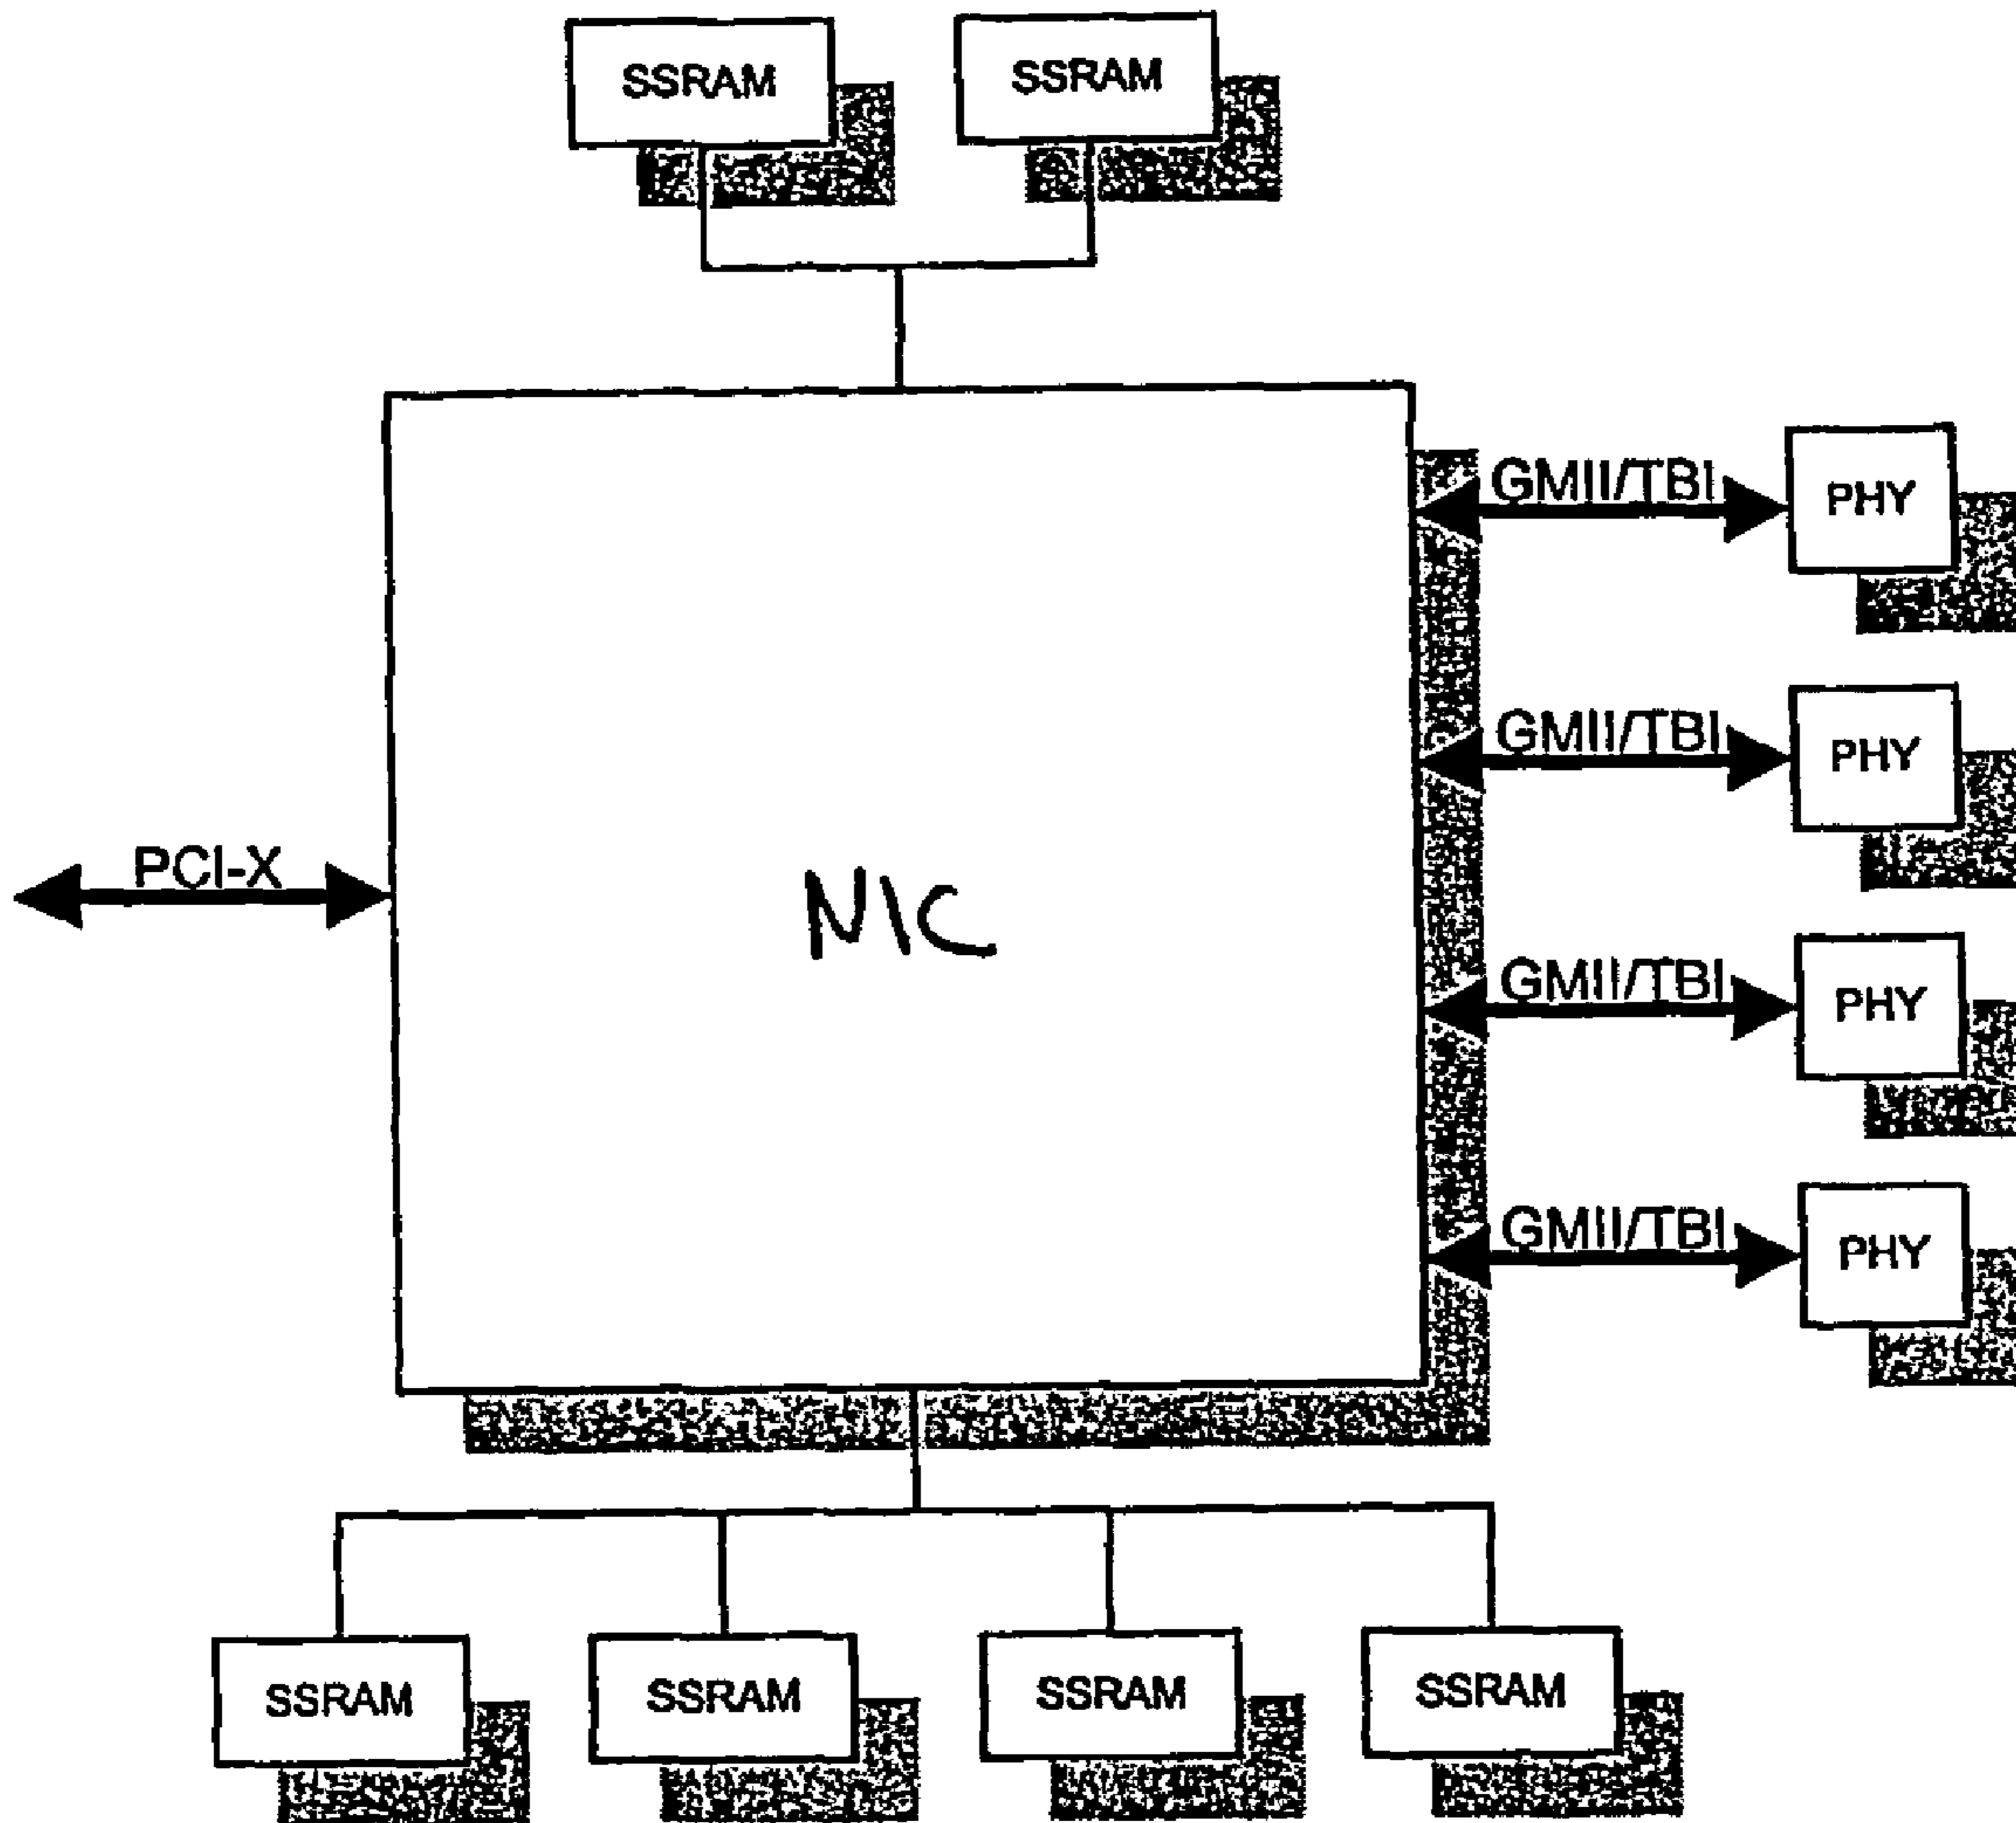 SSRAM SSRAM
GMII/TBI PHY
GMII/TBI PHY
PCI-X
NIC
GMII/TBI PHY
GMII/TBI PHY
SSRAM SSRAM SSRAM SSRAM